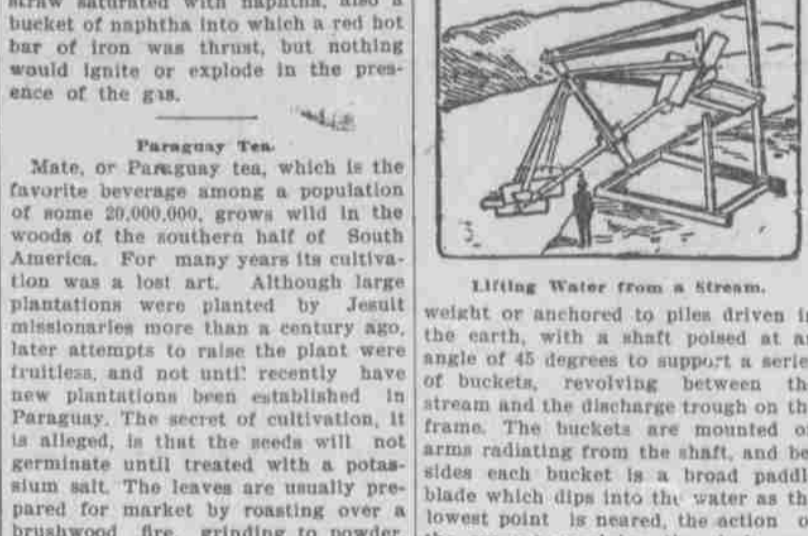 straw saturated with naphtha, also a
bucket of naphtha into which a red hot
bar of iron was thrust, but nothing
would ignite or explode in the pres-
ence of the gas.
Paraguay Tea.
Mate, or Paraguay tea, which is the
favorite beverage among a population
of some 20,000,000, grows wild in the
woods of the southern half of South
America. For many years its cultiva-
tion was a lost art. Although large
plantations were planted by Jesuit
missionaries more than a century ago,
later attempts to raise the plant were
fruitless, and not until recently have
new plantations been established in
Paraguay. The secret of cultivation, it
is alleged, is that the seeds will not
germinate until treated with a potas-
sium salt. The leaves are usually pre-
pared for market by roasting over a
brushwood fire, grinding to powder,
3
Lifting Water from a Stream.
weight or anchored to piles driven i
the earth, with a shaft poised at a
angle of 45 degrees to support a serie
of buckets, revolving between th
stream and the discharge trough on th
frame. The buckets are mounted o
arms radiating from the shaft, and be
sides each bucket is a broad paddl
blade which dips into the water as th
lowest point is neared, the action o